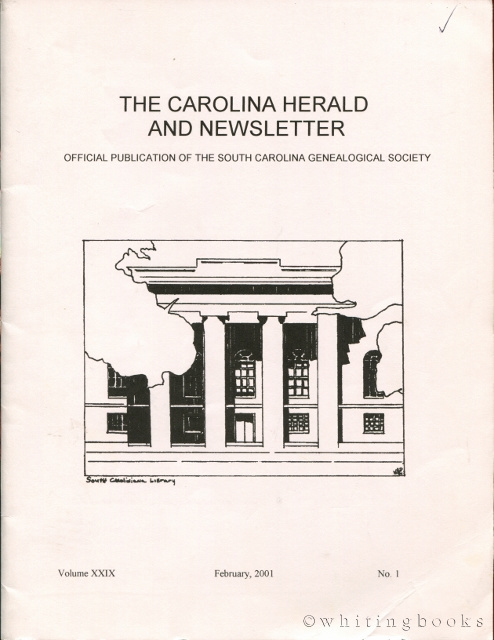 THE CAROLINA HERALD
AND NEWSLETTER
OFFICIAL PUBLICATION OF THE SOUTH CAROLINA GENEALOGICAL SOCIETY
South Caroliniana Library
Volume XXIX February, 2001 No. 1
©whitingbooks